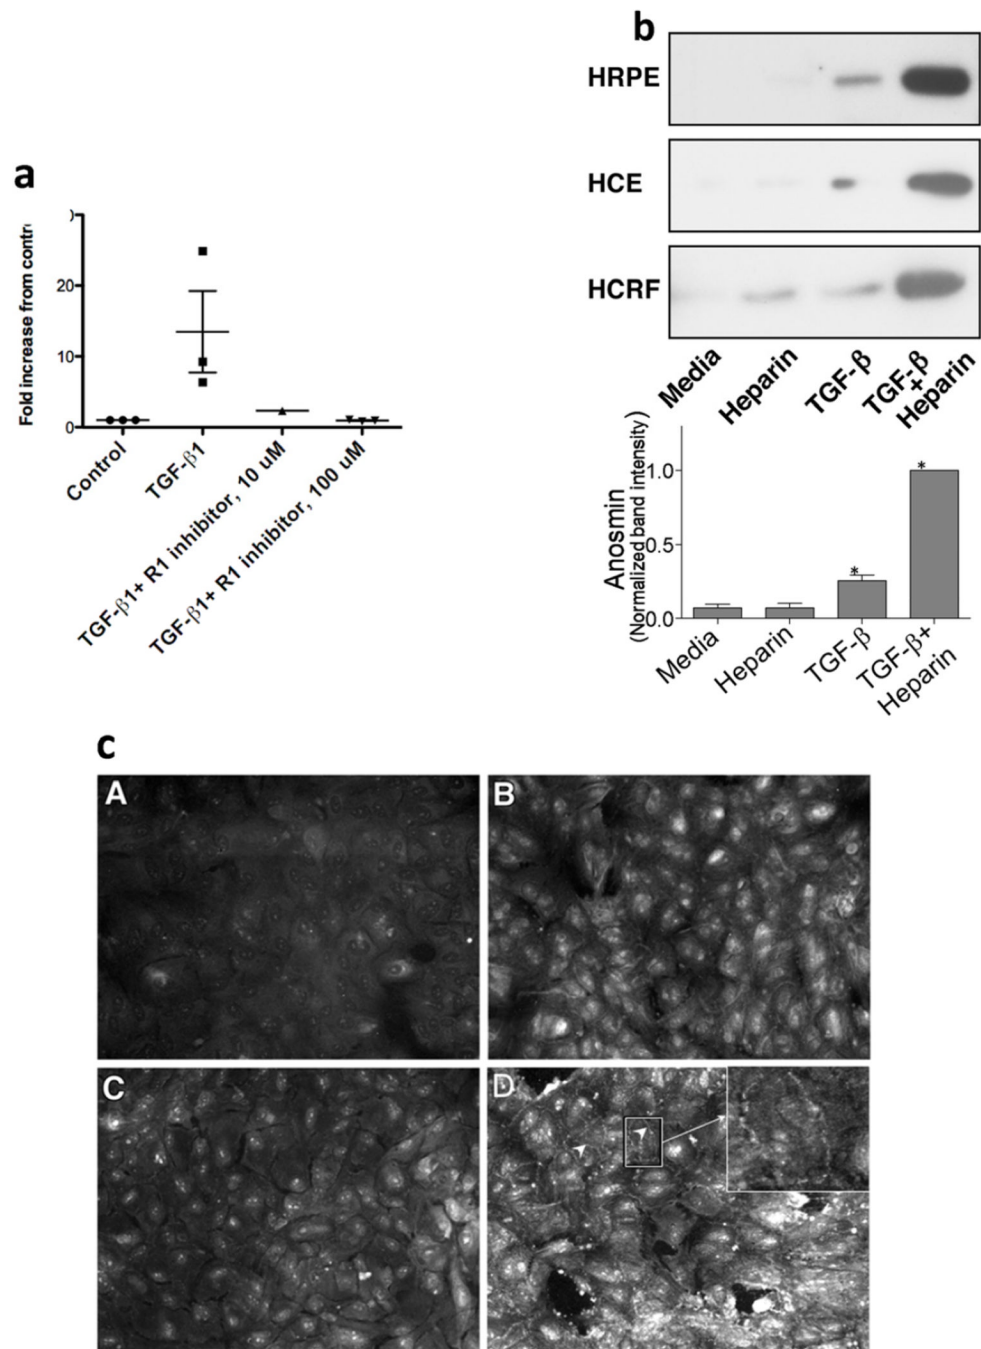 a
Fold increase from contr
)
20
10
0
Control
TGF-β1
TGF-β1+ R1 inhibitor, 10 uM
TGF-β1+ R1 inhibitor, 100 uM
b
HRPE
HCE
HCRF
Media
Heparin
TGF-β
TGF-β
+
Heparin
Anosmin
(Normalized band intensity)
1.0
0.5
0.0
*
*
Media
Heparin
TGF-β
TGF-β+
Heparin
c
A
B
C
D